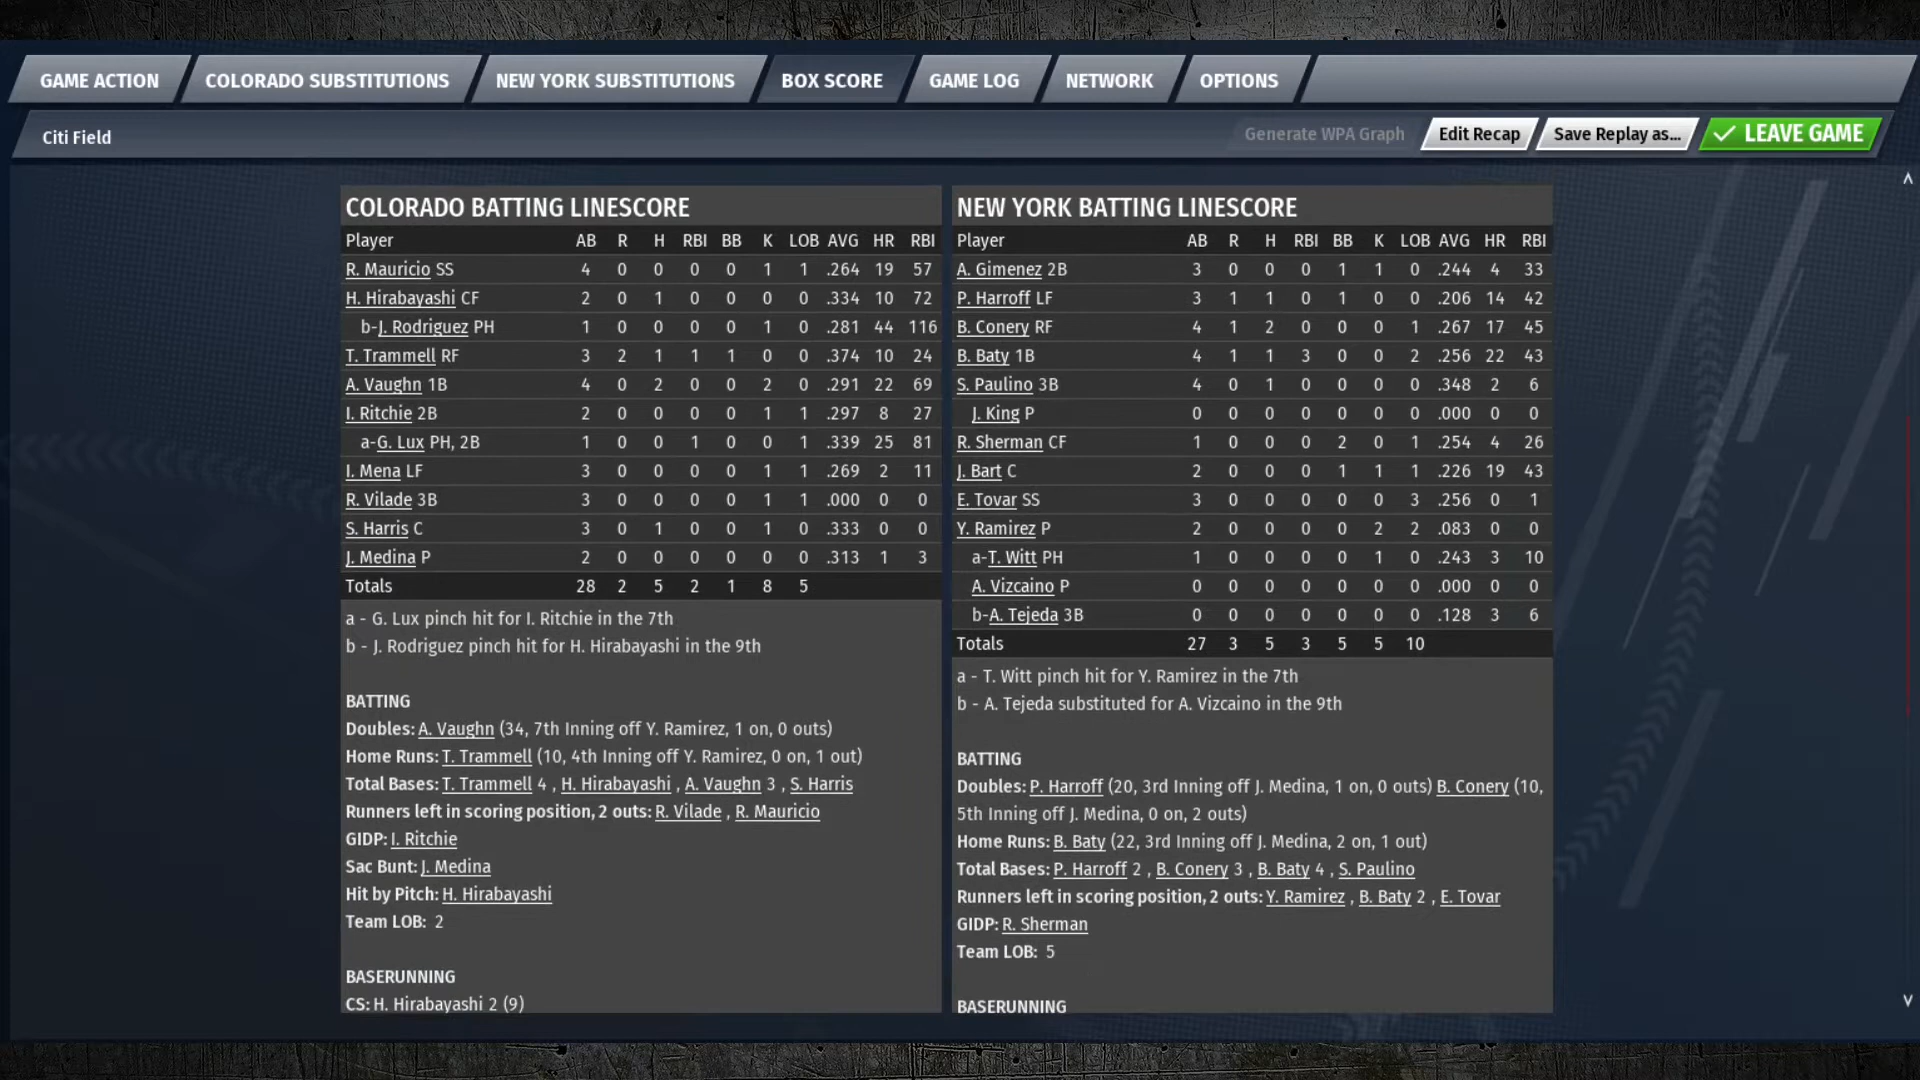 GAME ACTION COLORADO SUBSTITUTIONS NEW YORK SUBSTITUTIONS BOX SCORE GAME LOG NETWORK OPTIONS
Citi Field Generate WPA Graph Edit Recap Save Replay as... LEAVE GAME
COLORADO BATTING LINESCORE
Player AB R H RBI BB K LOB AVG HR RBI
R. Mauricio SS 4 0 0 0 0 1 1 .264 19 57
H. Hirabayashi CF 2 0 1 0 0 0 0 .334 10 72
b-J. Rodriguez PH 1 0 0 0 0 1 0 .281 44 116
T. Trammell RF 3 2 1 1 1 0 0 .374 10 24
A. Vaughn 1B 4 0 2 0 0 2 0 .291 22 69
I. Ritchie 2B 2 0 0 0 0 1 1 .297 8 27
a-G. Lux PH, 2B 1 0 0 1 0 0 1 .339 25 81
I. Mena LF 3 0 0 0 0 1 1 .269 2 11
R. Vilade 3B 3 0 0 0 0 1 1 .000 0 0
S. Harris C 3 0 1 0 0 1 0 .333 0 0
J. Medina P 2 0 0 0 0 0 0 .313 1 3
Totals 28 2 5 2 1 8 5
a - G. Lux pinch hit for I. Ritchie in the 7th
b - J. Rodriguez pinch hit for H. Hirabayashi in the 9th
BATTING
Doubles: A. Vaughn (34, 7th Inning off Y. Ramirez, 1 on, 0 outs)
Home Runs: T. Trammell (10, 4th Inning off Y. Ramirez, 0 on, 1 out)
Total Bases: T. Trammell 4 , H. Hirabayashi , A. Vaughn 3 , S. Harris
Runners left in scoring position, 2 outs: R. Vilade , R. Mauricio
GIDP: I. Ritchie
Sac Bunt: J. Medina
Hit by Pitch: H. Hirabayashi
Team LOB: 2
BASERUNNING
CS: H. Hirabayashi 2 (9)
NEW YORK BATTING LINESCORE
Player AB R H RBI BB K LOB AVG HR RBI
A. Gimenez 2B 3 0 0 0 1 1 0 .244 4 33
P. Harroff LF 3 1 1 0 1 0 0 .206 14 42
B. Conery RF 4 1 2 0 0 0 1 .267 17 45
B. Baty 1B 4 1 1 3 0 0 2 .256 22 43
S. Paulino 3B 4 0 1 0 0 0 0 .348 2 6
J. King P 0 0 0 0 0 0 0 .000 0 0
R. Sherman CF 1 0 0 0 2 0 1 .254 4 26
J. Bart C 2 0 0 0 1 1 1 .226 19 43
E. Tovar SS 3 0 0 0 0 0 3 .256 0 1
Y. Ramirez P 2 0 0 0 0 2 2 .083 0 0
a-T. Witt PH 1 0 0 0 0 1 0 .243 3 10
A. Vizcaino P 0 0 0 0 0 0 0 .000 0 0
b-A. Tejeda 3B 0 0 0 0 0 0 0 .128 3 6
Totals 27 3 5 3 5 5 10
a - T. Witt pinch hit for Y. Ramirez in the 7th
b - A. Tejeda substituted for A. Vizcaino in the 9th
BATTING
Doubles: P. Harroff (20, 3rd Inning off J. Medina, 1 on, 0 outs) B. Conery (10,
5th Inning off J. Medina, 0 on, 2 outs)
Home Runs: B. Baty (22, 3rd Inning off J. Medina, 2 on, 1 out)
Total Bases: P. Harroff 2 , B. Conery 3 , B. Baty 4 , S. Paulino
Runners left in scoring position, 2 outs: Y. Ramirez , B. Baty 2 , E. Tovar
GIDP: R. Sherman
Team LOB: 5
BASERUNNING